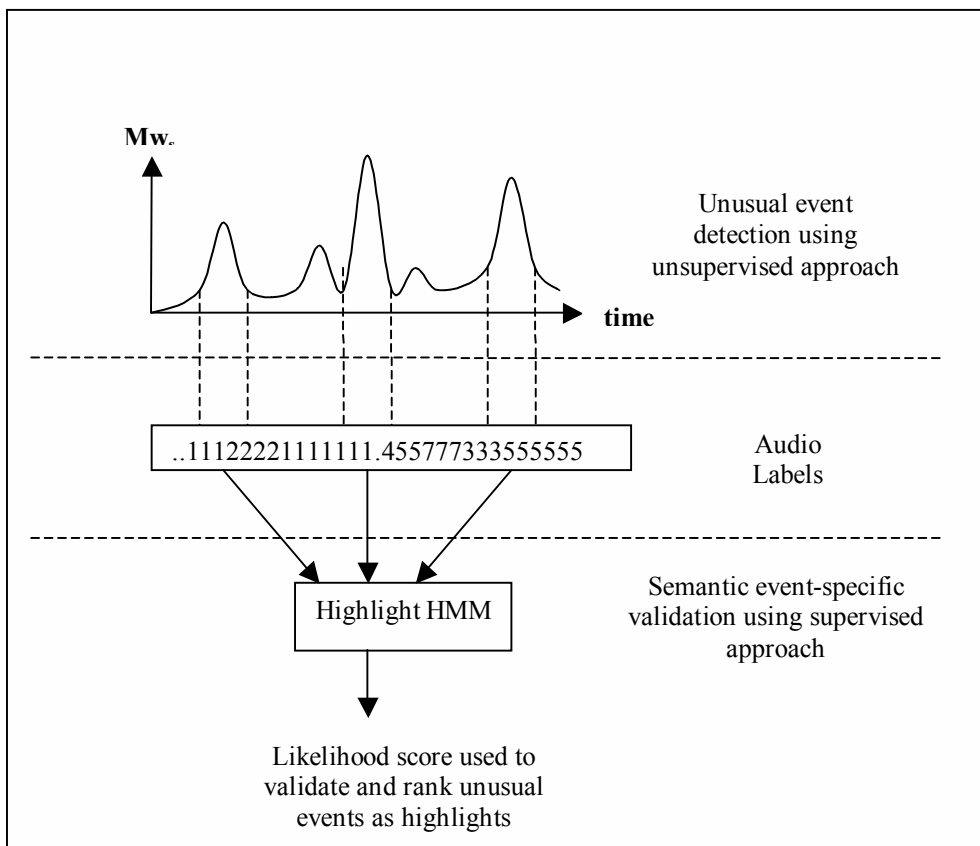 Mw
Unusual event
detection using
unsupervised approach
time
..11122221111111.455777333555555
Audio
Labels
Highlight HMM
Semantic event-specific
validation using supervised
approach
Likelihood score used to
validate and rank unusual
events as highlights